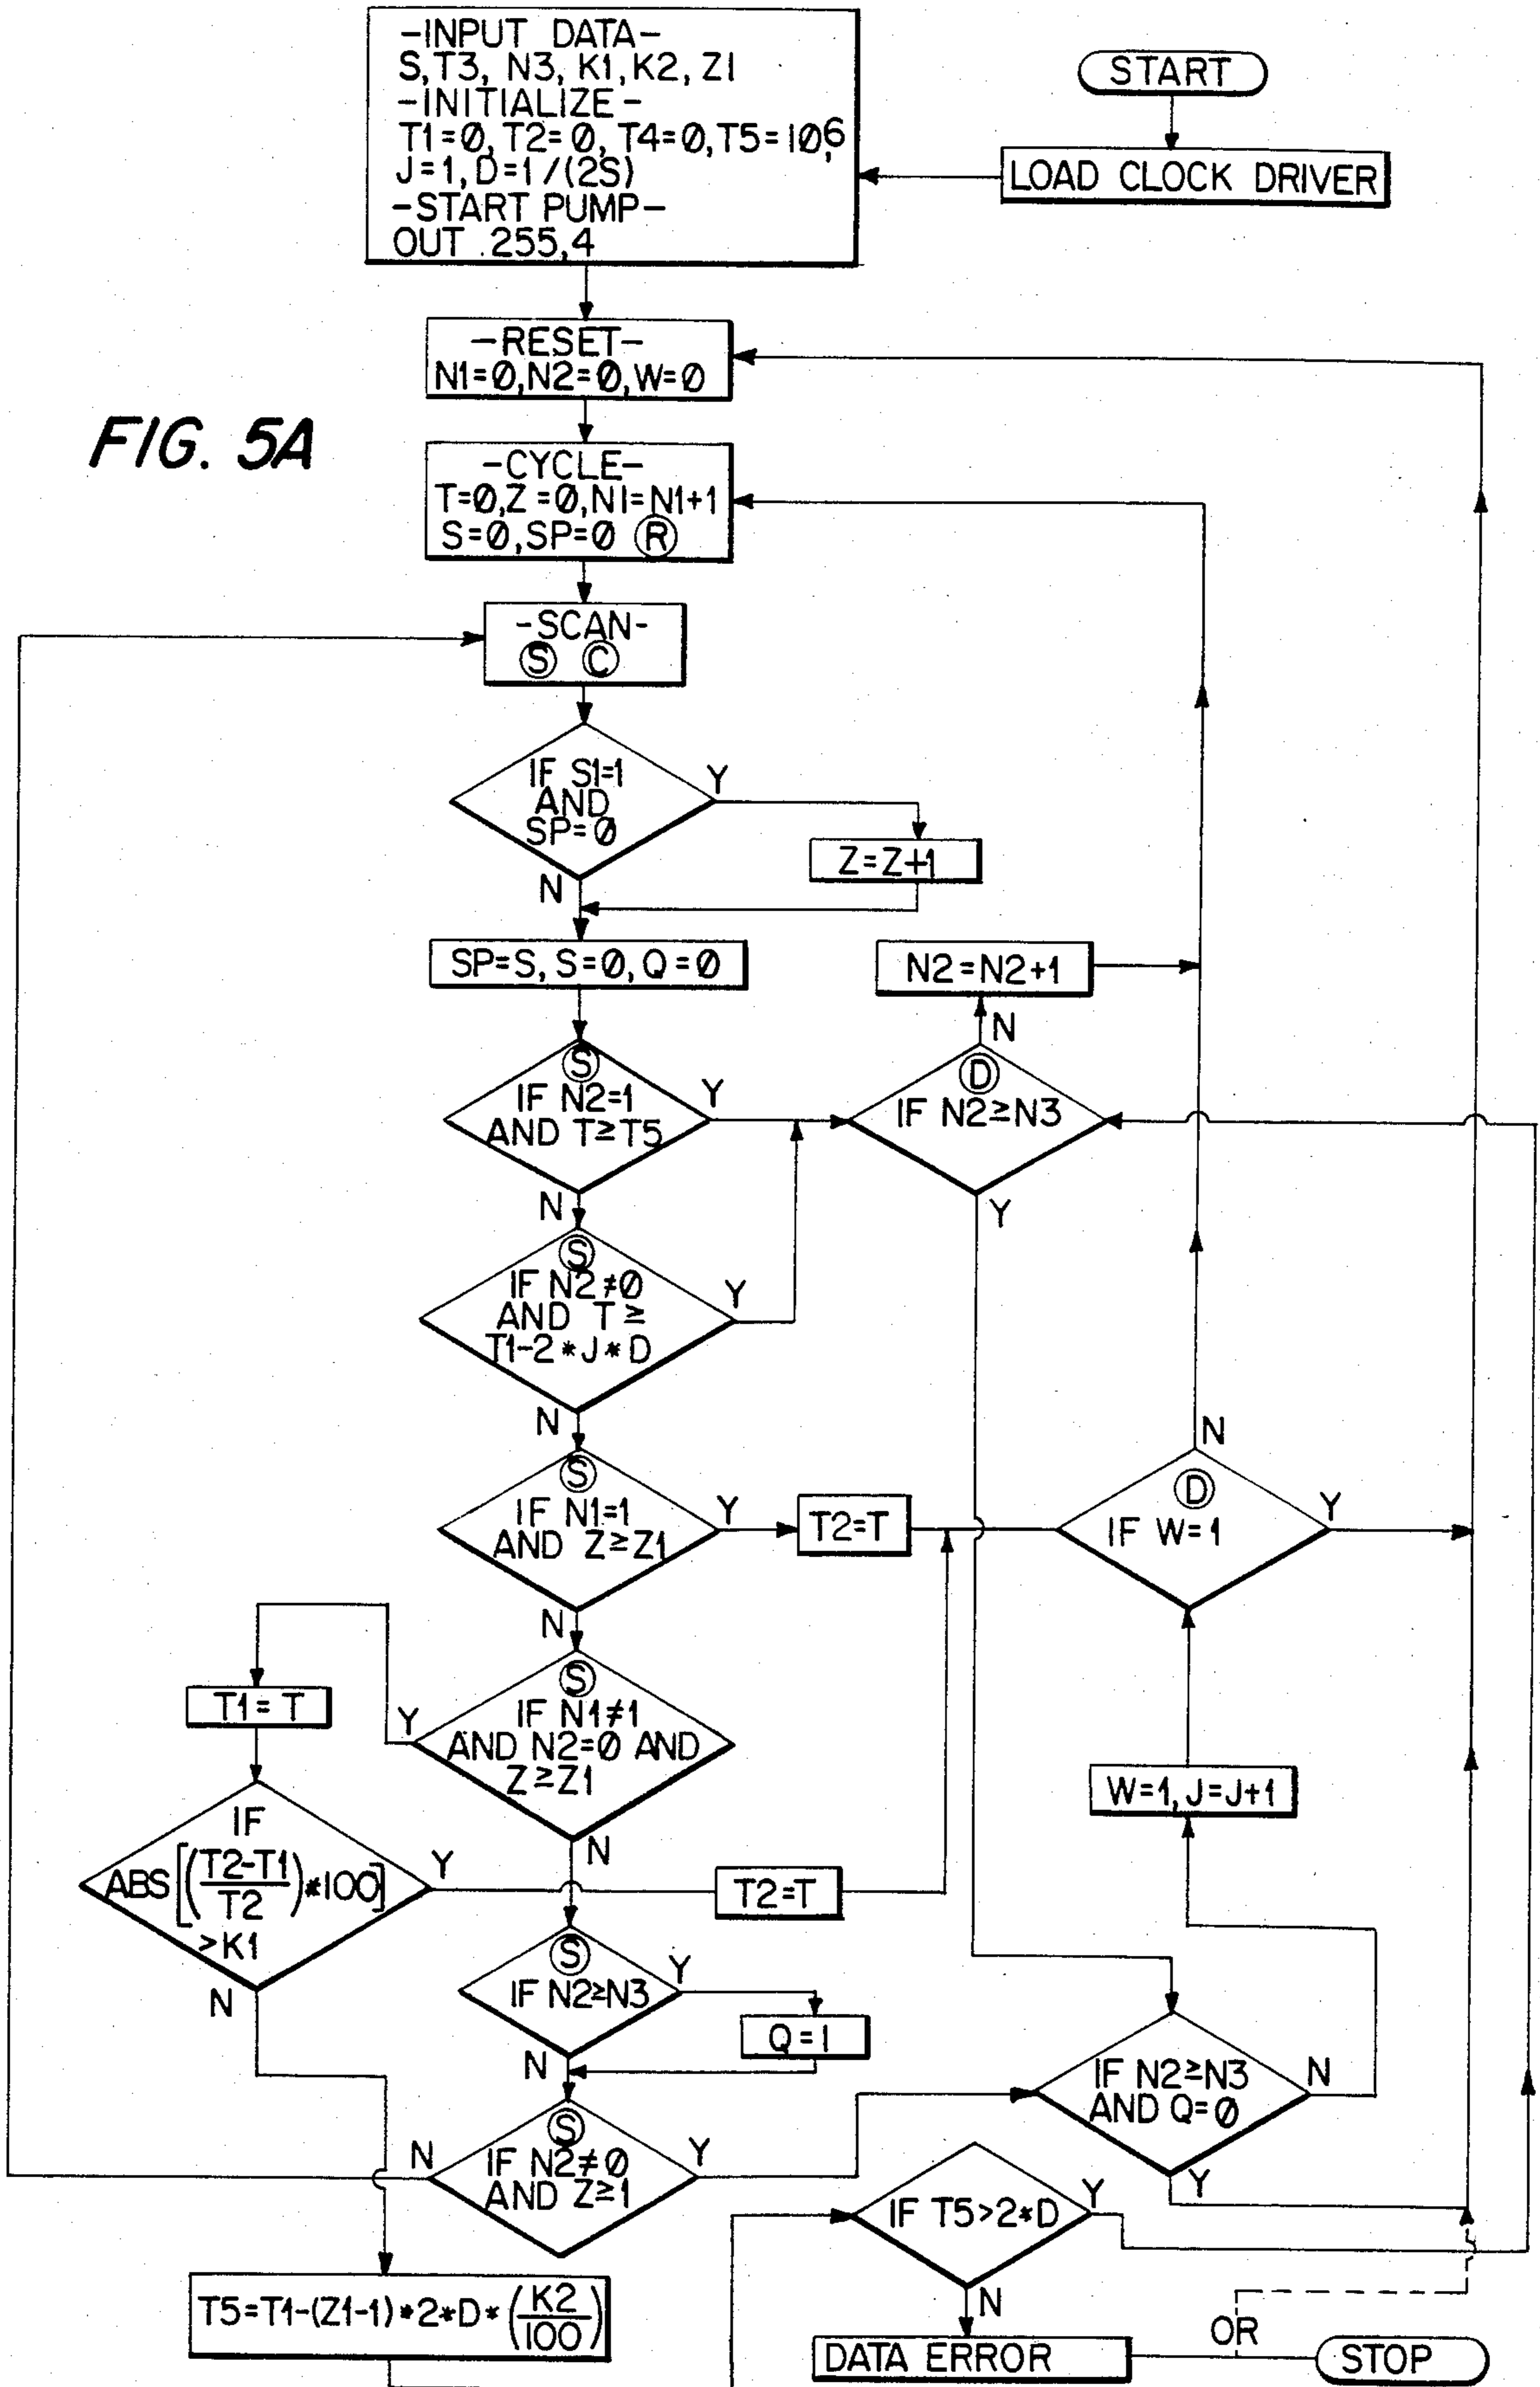 -INPUT DATA-
S,T3, N3, K1, K2, Z1
-INITIALIZE-
T1=0, T2=0, T4=0, T5=10^6,
J=1, D=1/(2S)
-START PUMP-
OUT .255,4
START
LOAD CLOCK DRIVER
-RESET-
N1=0, N2=0, W=0
FIG. 5A
-CYCLE-
T=0, Z=0, N1=N1+1
S=0, SP=0 (R)
-SCAN-
(S) (C)
IF S1=1
AND
SP=0
Y
N
Z=Z+1
SP=S, S=0, Q=0
N2=N2+1
(S)
IF N2=1
AND T≥T5
Y
N
(D)
IF N2≥N3
N
Y
(S)
IF N2≠0
AND T≥
T1-2*J*D
Y
N
(S)
IF N1=1
AND Z≥Z1
Y
N
T2=T
(D)
IF W=1
N
Y
(S)
IF N1≠1
AND N2=0 AND
Z≥Z1
Y
N
T1=T
W=1, J=J+1
IF
ABS[((T2-T1)/T2)*100]
>K1
Y
N
T2=T
(S)
IF N2≥N3
Y
N
Q=1
IF N2≥N3
AND Q=0
N
Y
(S)
IF N2≠0
AND Z≥1
N
Y
IF T5>2*D
Y
N
T5=T1-(Z1-1)*2*D*(K2/100)
DATA ERROR
OR
STOP